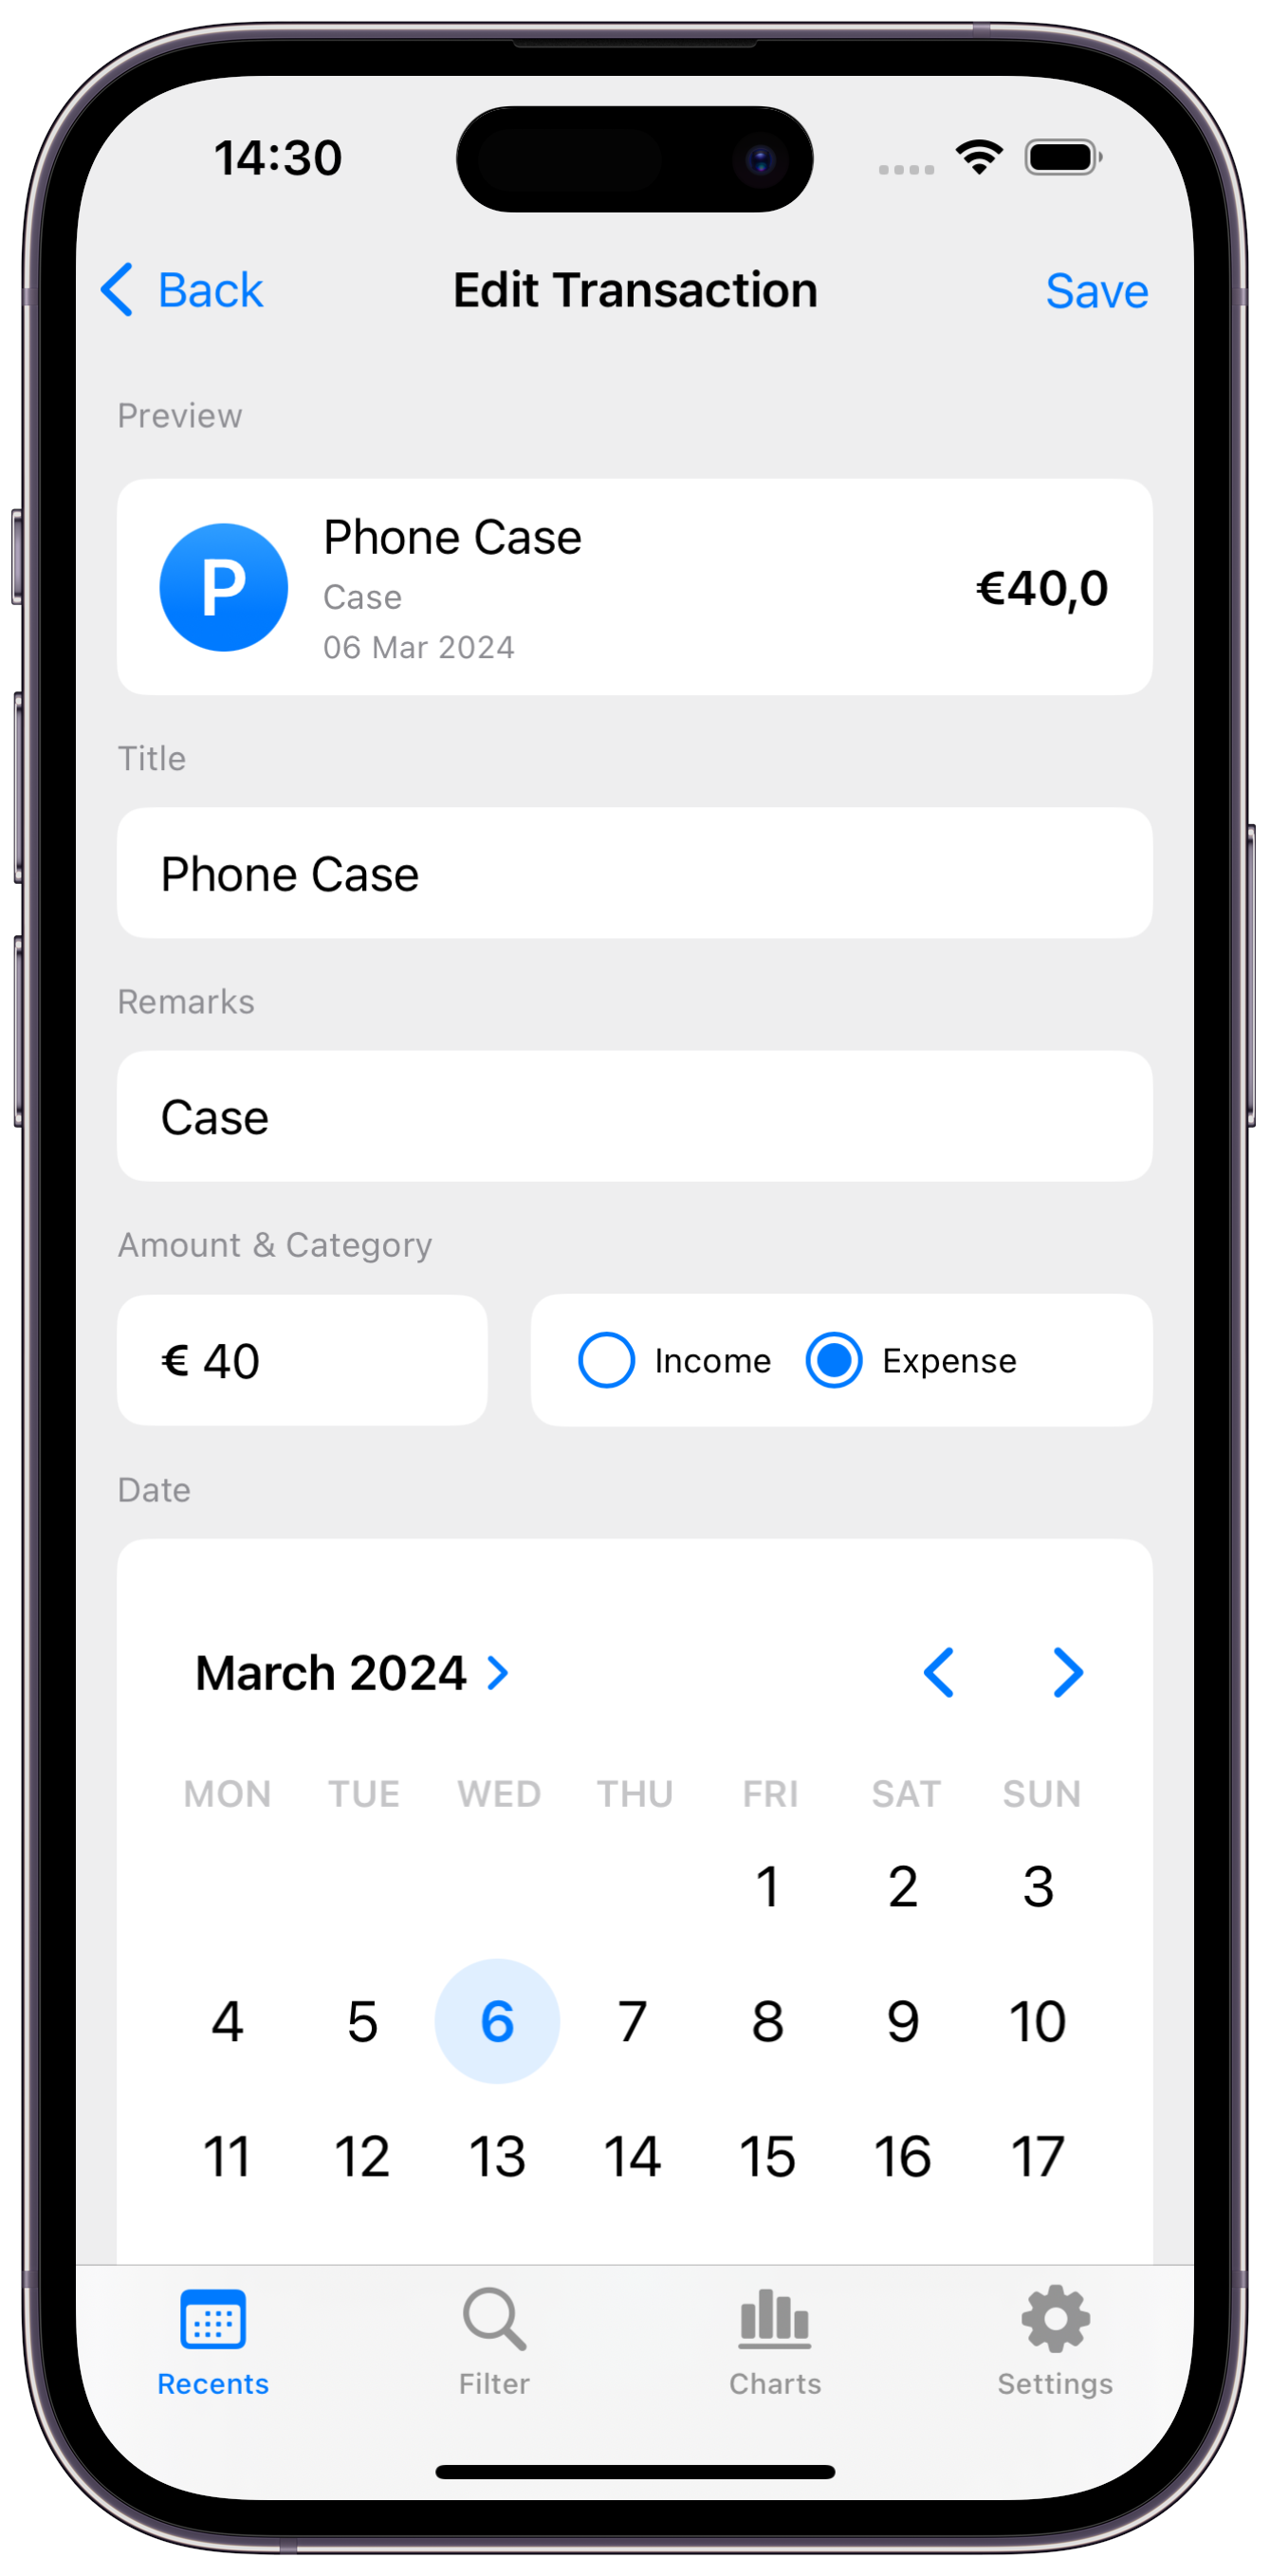 14:30
Back Edit Transaction Save
Preview
P
Phone Case
Case
06 Mar 2024
€40,0
Title
Phone Case
Remarks
Case
Amount & Category
€ 40
Income Expense
Date
March 2024
MON TUE WED THU FRI SAT SUN
1 2 3
4 5 6 7 8 9 10
11 12 13 14 15 16 17
Recents Filter Charts Settings